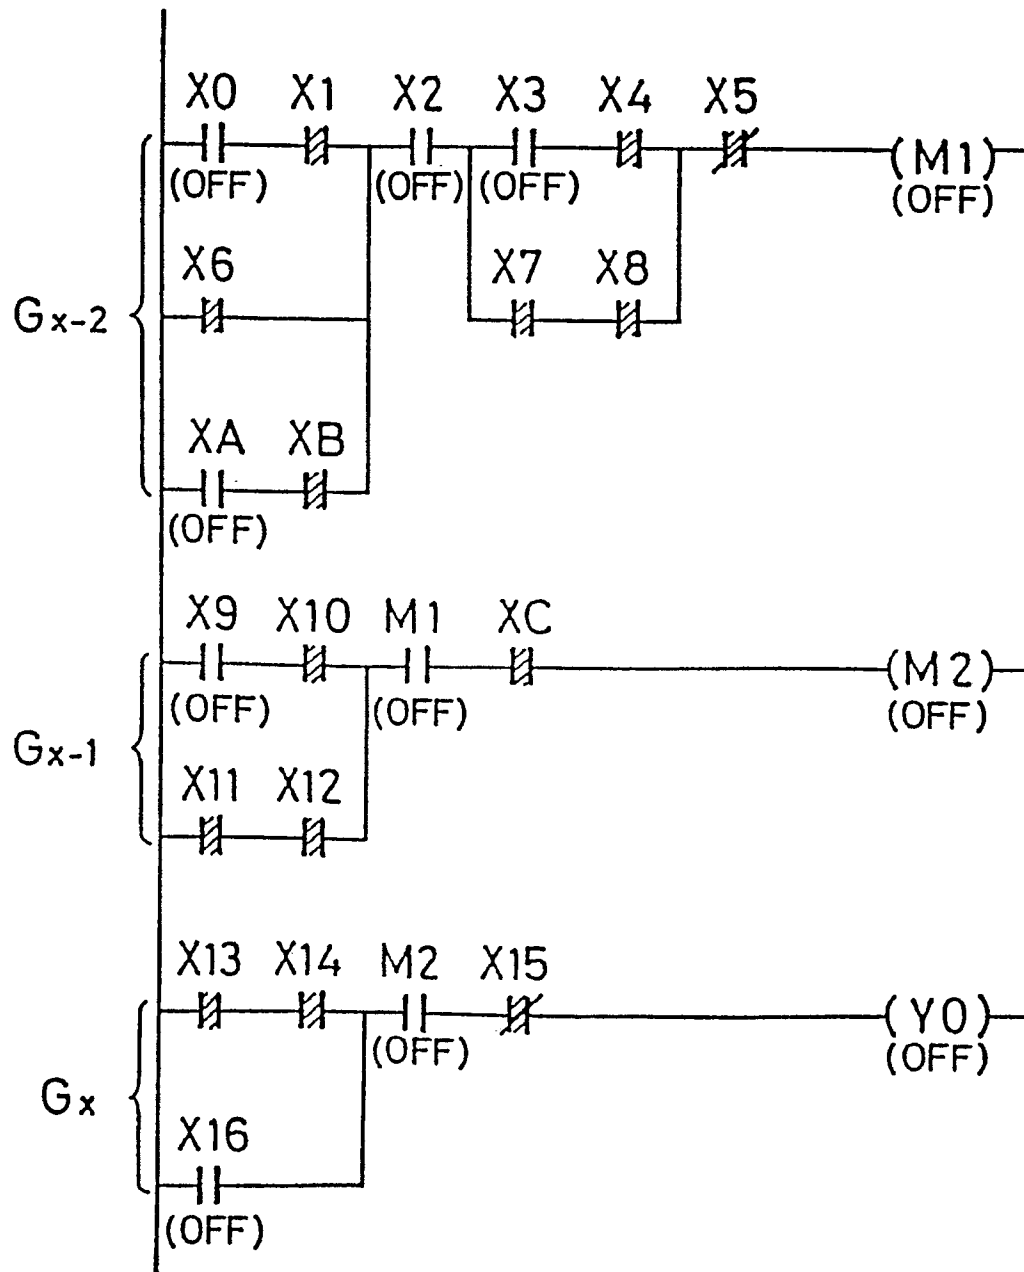 X0 X1 X2 X3 X4 X5
(M1)
(OFF) (OFF) (OFF) (OFF)
X6 X7 X8
Gx-2
XA XB
(OFF)
X9 X10 M1 XC
(M2)
(OFF) (OFF) (OFF)
Gx-1
X11 X12
X13 X14 M2 X15
(Y0)
(OFF) (OFF)
Gx
X16
(OFF)